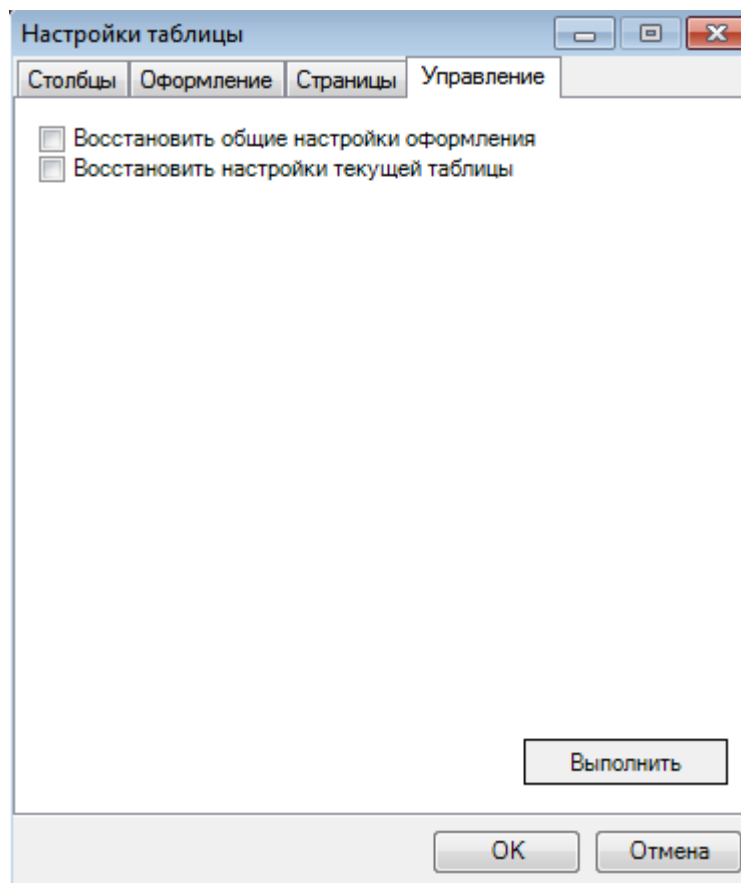 Настройки таблицы
Столбцы Оформление Страницы Управление
Восстановить общие настройки оформления
Восстановить настройки текущей таблицы
Выполнить
OK Отмена